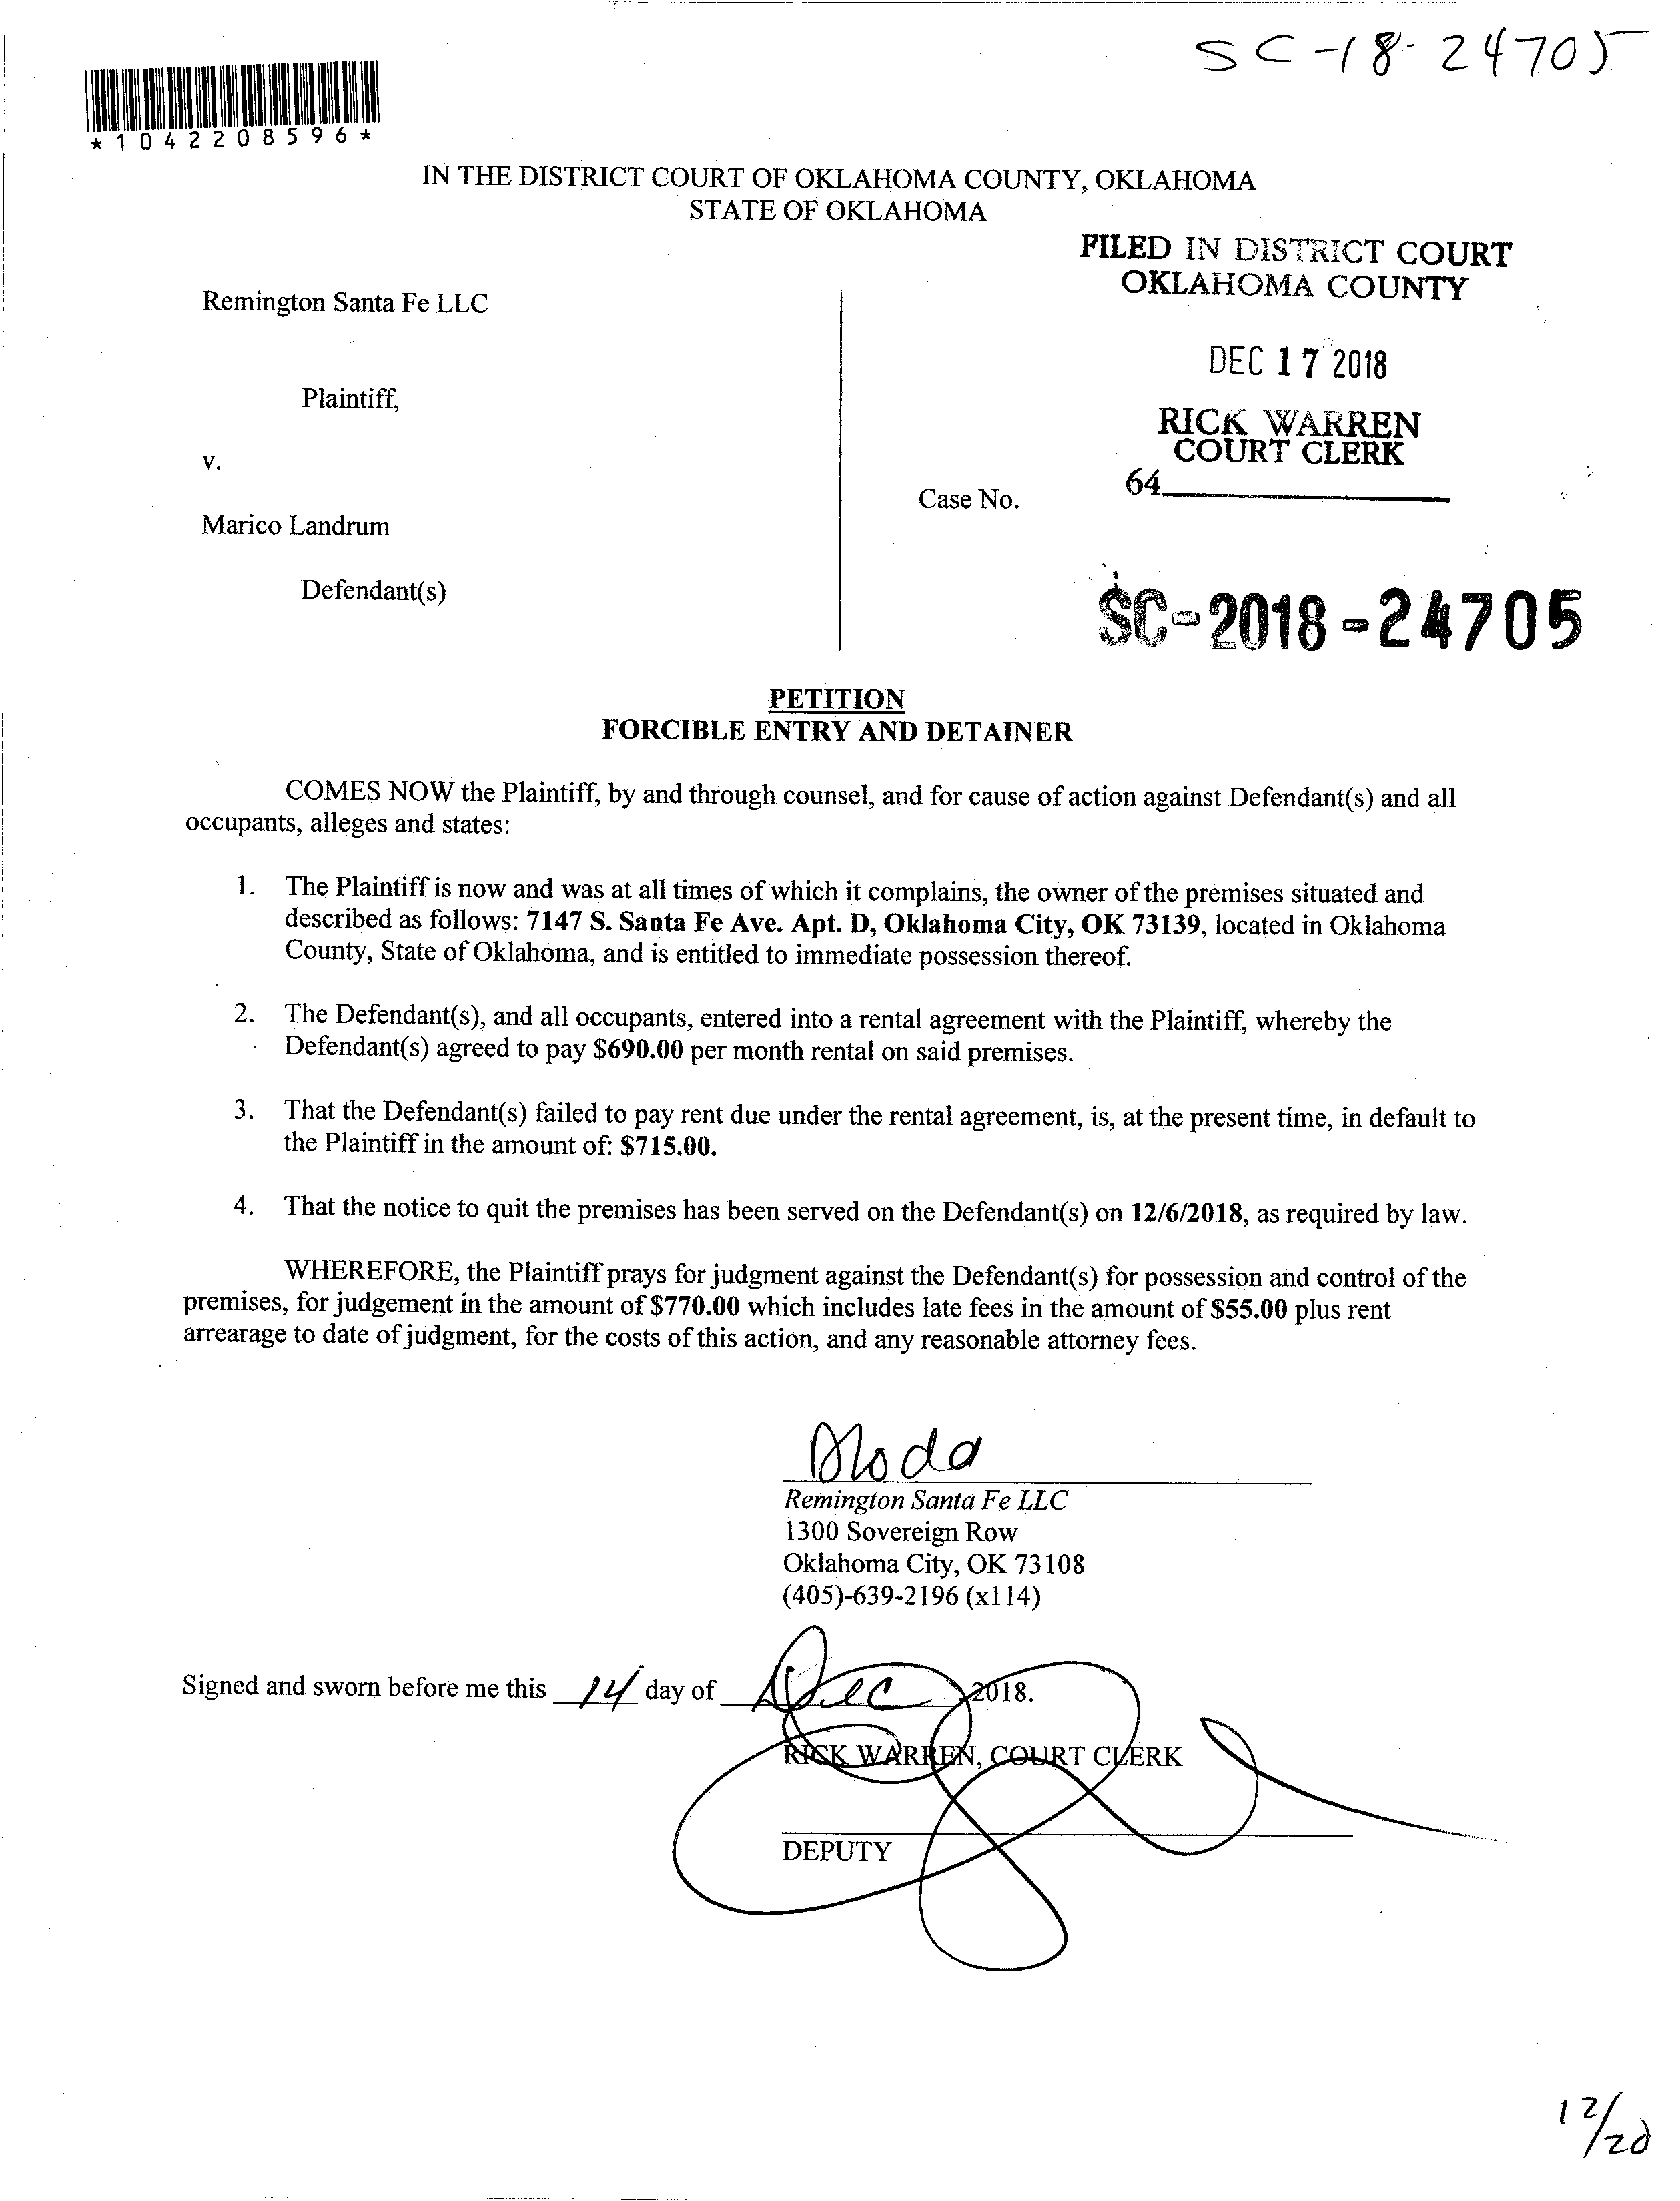 SC-18-24705
*1042208596*
IN THE DISTRICT COURT OF OKLAHOMA COUNTY, OKLAHOMA
STATE OF OKLAHOMA
FILED IN DISTRICT COURT
OKLAHOMA COUNTY
Remington Santa Fe LLC
DEC 17 2018
Plaintiff,
RICK WARREN
COURT CLERK
v.
64
Case No.
Marico Landrum
Defendant(s)
SC-2018-24705
PETITION
FORCIBLE ENTRY AND DETAINER
COMES NOW the Plaintiff, by and through counsel, and for cause of action against Defendant(s) and all
occupants, alleges and states:
1. The Plaintiff is now and was at all times of which it complains, the owner of the premises situated and
described as follows: 7147 S. Santa Fe Ave. Apt. D, Oklahoma City, OK 73139, located in Oklahoma
County, State of Oklahoma, and is entitled to immediate possession thereof.
2. The Defendant(s), and all occupants, entered into a rental agreement with the Plaintiff, whereby the
Defendant(s) agreed to pay $690.00 per month rental on said premises.
3. That the Defendant(s) failed to pay rent due under the rental agreement, is, at the present time, in default to
the Plaintiff in the amount of: $715.00.
4. That the notice to quit the premises has been served on the Defendant(s) on 12/6/2018, as required by law.
WHEREFORE, the Plaintiff prays for judgment against the Defendant(s) for possession and control of the
premises, for judgement in the amount of $770.00 which includes late fees in the amount of $55.00 plus rent
arrearage to date of judgment, for the costs of this action, and any reasonable attorney fees.
Remington Santa Fe LLC
1300 Sovereign Row
Oklahoma City, OK 73108
(405)-639-2196 (x114)
Signed and sworn before me this 14 day of Dec, 2018.
RICK WARREN, COURT CLERK
DEPUTY
12/20